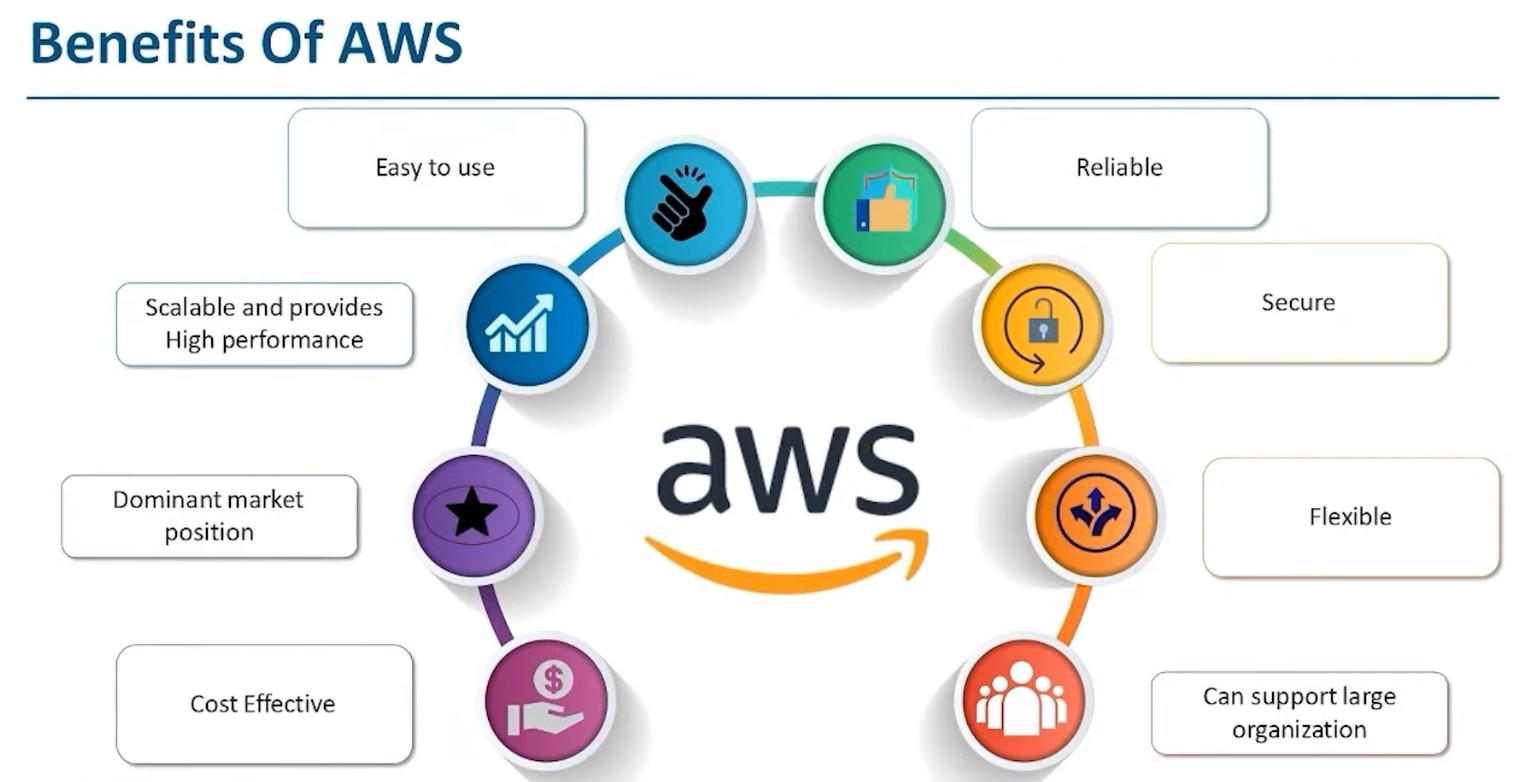 Benefits Of AWS
Easy to use
Reliable
Scalable and provides
High performance
Secure
Dominant market
position
Flexible
Cost Effective
Can support large
organization
aws
$